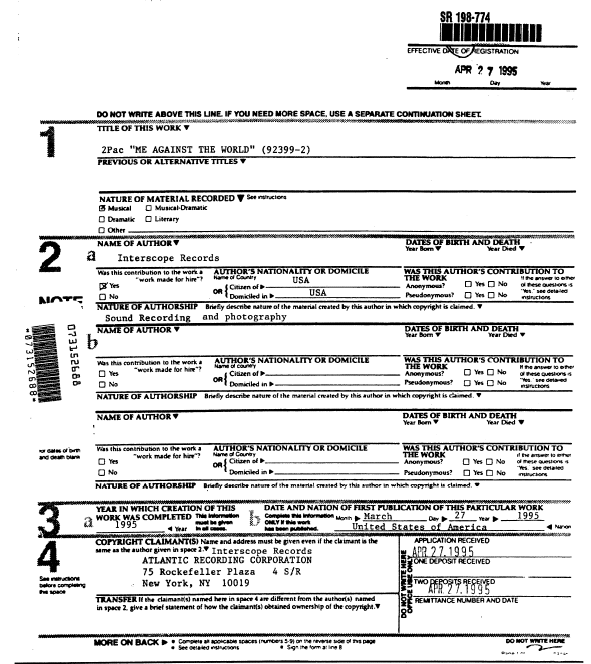 SR 198-774
EFFECTIVE DATE OF REGISTRATION
APR 27 1995
Month Day Year
DO NOT WRITE ABOVE THIS LINE. IF YOU NEED MORE SPACE, USE A SEPARATE CONTINUATION SHEET.
1
TITLE OF THIS WORK ▼
2Pac "ME AGAINST THE WORLD" (92399-2)
PREVIOUS OR ALTERNATIVE TITLES ▼
NATURE OF MATERIAL RECORDED ▼ See instructions
☒ Musical ☐ Musical-Dramatic
☐ Dramatic ☐ Literary
☐ Other
2
a
NAME OF AUTHOR ▼
DATES OF BIRTH AND DEATH
Year Born ▼ Year Died ▼
Interscope Records
Was this contribution to the work a "work made for hire"?
☒ Yes
☐ No
AUTHOR'S NATIONALITY OR DOMICILE
Name of Country
OR { Citizen of ▶ USA
Domiciled in ▶ USA
WAS THIS AUTHOR'S CONTRIBUTION TO THE WORK
Anonymous? ☐ Yes ☐ No
Pseudonymous? ☐ Yes ☐ No
If the answer to either of these questions is "Yes," see detailed instructions
NOTE
NATURE OF AUTHORSHIP Briefly describe nature of the material created by this author in which copyright is claimed. ▼
Sound Recording and photography
073152688
*073152688*
b
NAME OF AUTHOR ▼
DATES OF BIRTH AND DEATH
Year Born ▼ Year Died ▼
Was this contribution to the work a "work made for hire"?
☐ Yes
☐ No
AUTHOR'S NATIONALITY OR DOMICILE
Name of Country
OR { Citizen of ▶
Domiciled in ▶
WAS THIS AUTHOR'S CONTRIBUTION TO THE WORK
Anonymous? ☐ Yes ☐ No
Pseudonymous? ☐ Yes ☐ No
If the answer to either of these questions is "Yes," see detailed instructions
NATURE OF AUTHORSHIP Briefly describe nature of the material created by this author in which copyright is claimed. ▼
NAME OF AUTHOR ▼
DATES OF BIRTH AND DEATH
Year Born ▼ Year Died ▼
for dates of birth and death blank
Was this contribution to the work a "work made for hire"?
☐ Yes
☐ No
AUTHOR'S NATIONALITY OR DOMICILE
Name of Country
OR { Citizen of ▶
Domiciled in ▶
WAS THIS AUTHOR'S CONTRIBUTION TO THE WORK
Anonymous? ☐ Yes ☐ No
Pseudonymous? ☐ Yes ☐ No
If the answer to either of these questions is "Yes," see detailed instructions
NATURE OF AUTHORSHIP Briefly describe nature of the material created by this author in which copyright is claimed. ▼
3
a
YEAR IN WHICH CREATION OF THIS WORK WAS COMPLETED This information must be given in all cases.
1995 ◀ Year
b
DATE AND NATION OF FIRST PUBLICATION OF THIS PARTICULAR WORK
Complete this information ONLY if this work has been published.
Month ▶ March Day ▶ 27 Year ▶ 1995
United States of America ◀ Nation
4
See instructions before completing this space
COPYRIGHT CLAIMANT(S) Name and address must be given even if the claimant is the same as the author given in space 2.▼
Interscope Records
ATLANTIC RECORDING CORPORATION
75 Rockefeller Plaza 4 S/R
New York, NY 10019
TRANSFER If the claimant(s) named here in space 4 are different from the author(s) named in space 2, give a brief statement of how the claimant(s) obtained ownership of the copyright.▼
DO NOT WRITE HERE
OFFICE USE ONLY
APPLICATION RECEIVED
APR 27.1995
ONE DEPOSIT RECEIVED
TWO DEPOSITS RECEIVED
APR 27.1995
REMITTANCE NUMBER AND DATE
MORE ON BACK ▶
• Complete all applicable spaces (numbers 5-9) on the reverse side of this page
• See detailed instructions • Sign the form at line 8
DO NOT WRITE HERE